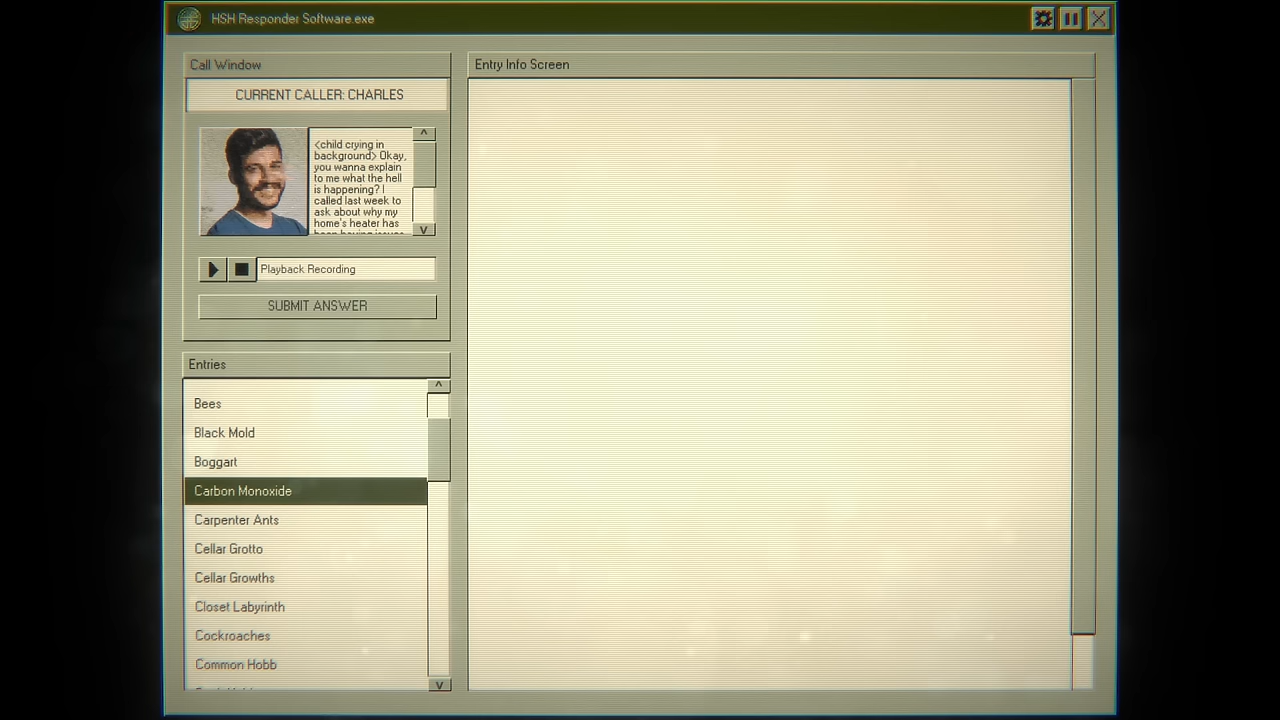 HSH Responder Software.exe
Call Window
CURRENT CALLER: CHARLES
<child crying in
background> Okay,
you wanna explain
to me what the hell
is happening? I
called last week to
ask about why my
home's heater has
been having issues
Playback Recording
SUBMIT ANSWER
Entries
Bees
Black Mold
Boggart
Carbon Monoxide
Carpenter Ants
Cellar Grotto
Cellar Growths
Closet Labyrinth
Cockroaches
Common Hobb
Entry Info Screen